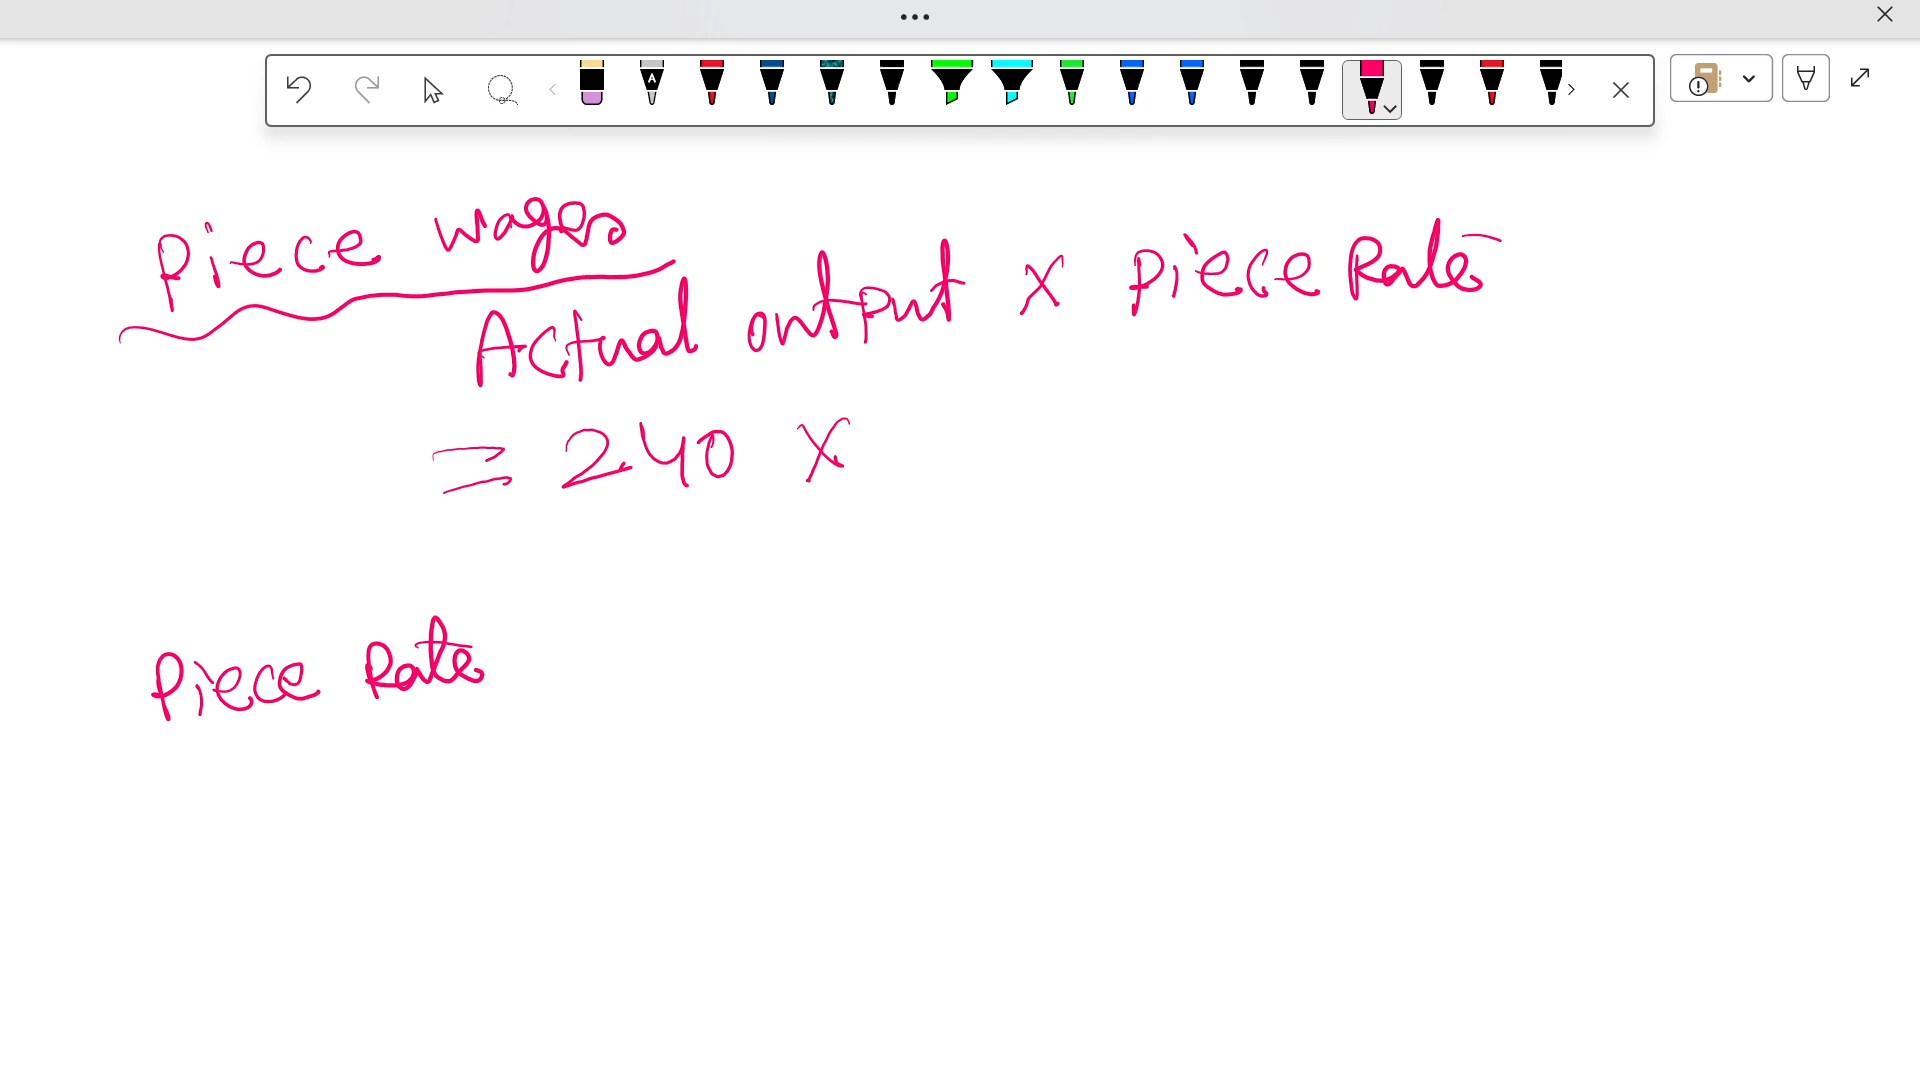 Piece wages
Actual output x Piece Rate
= 240 x
Piece Rate